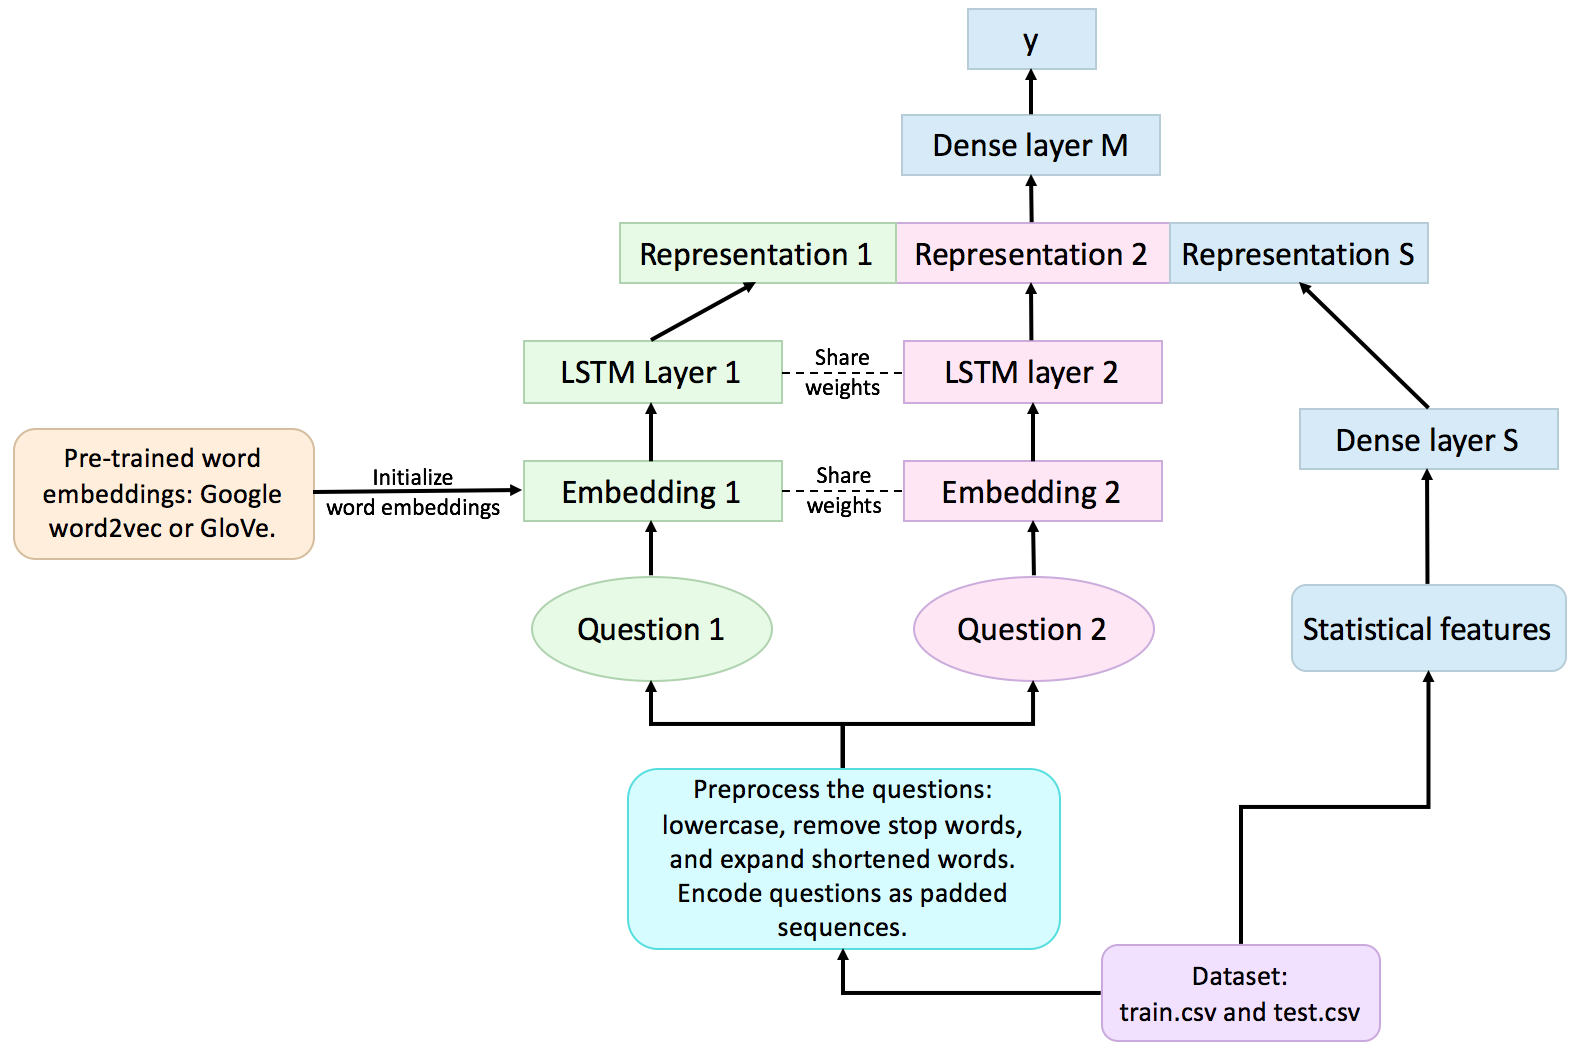 y
Dense layer M
Representation 1
Representation 2
Representation S
LSTM Layer 1
Share
weights
LSTM layer 2
Dense layer S
Pre-trained word
embeddings: Google
word2vec or GloVe.
Initialize
word embeddings
Embedding 1
Share
weights
Embedding 2
Question 1
Question 2
Statistical features
Preprocess the questions:
lowercase, remove stop words,
and expand shortened words.
Encode questions as padded
sequences.
Dataset:
train.csv and test.csv